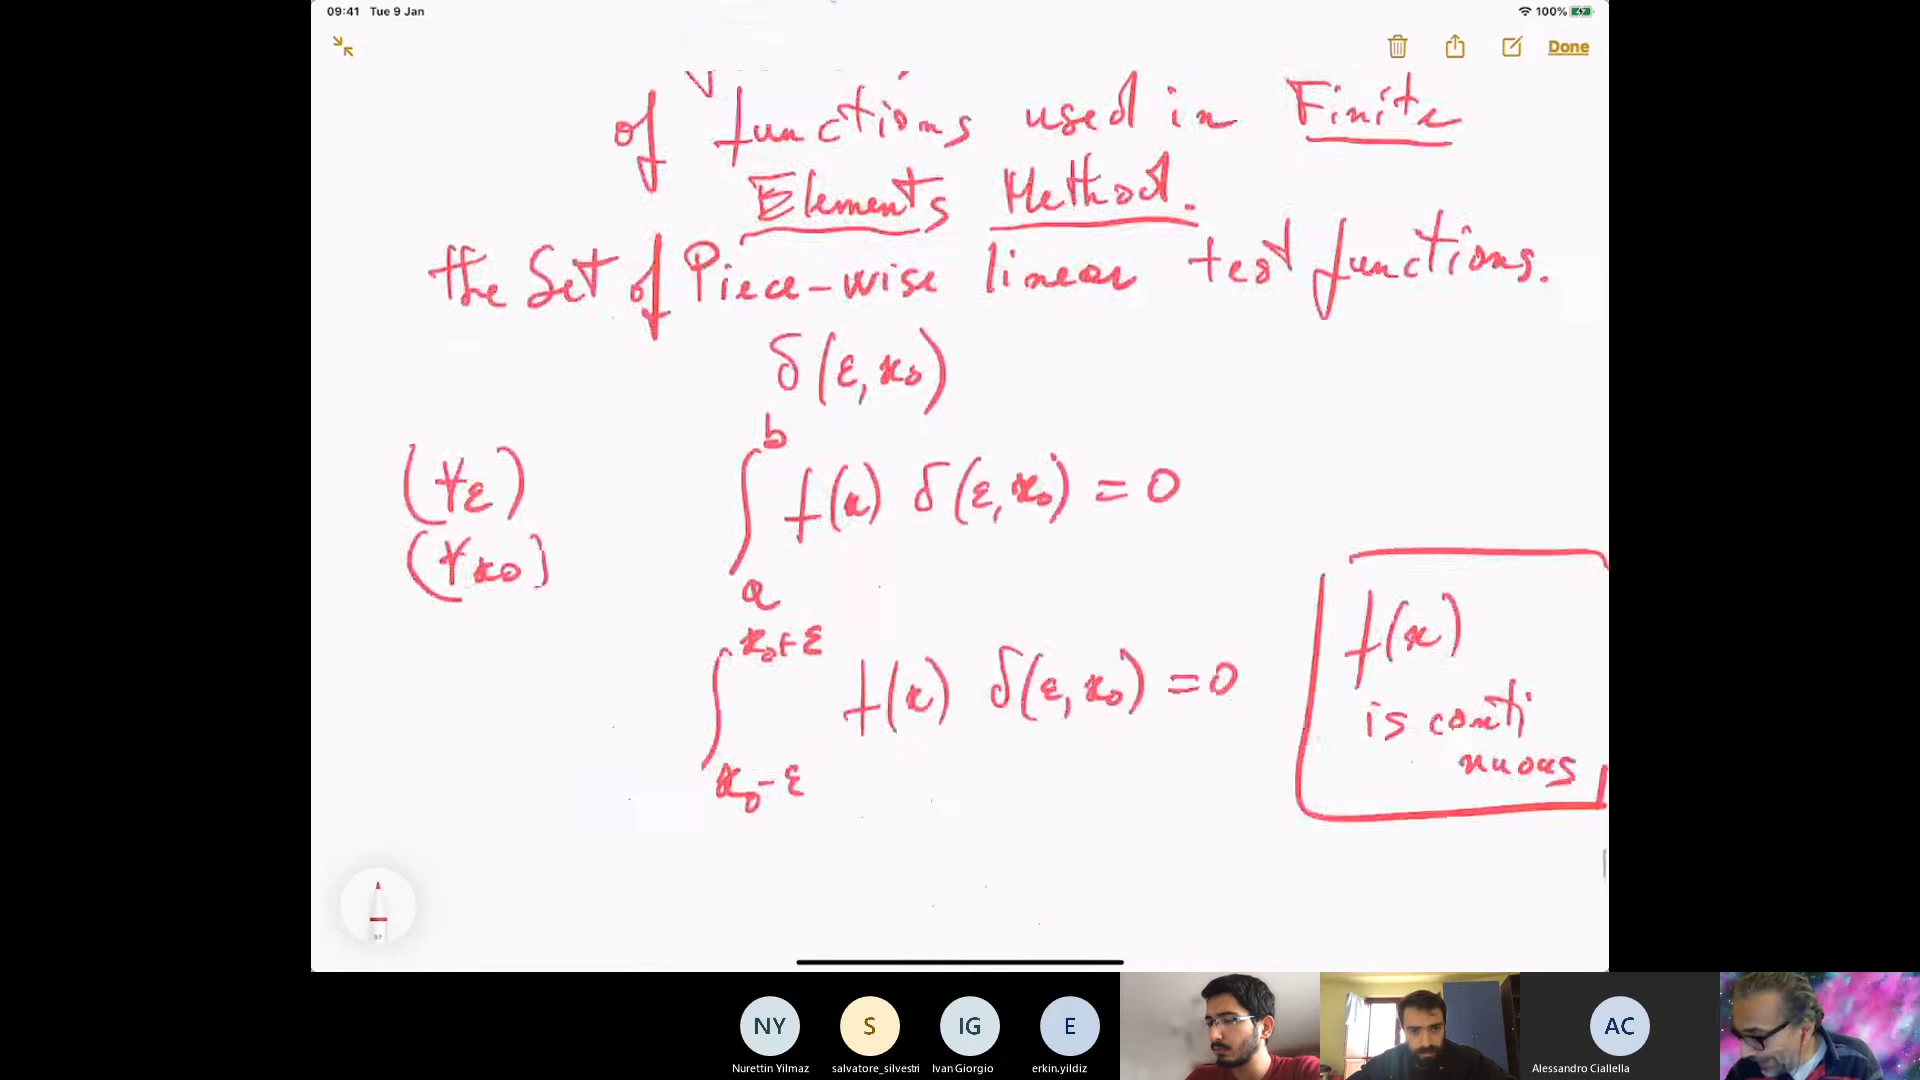 09:41 Tue 9 Jan
100%
Done
of functions used in Finite
Elements Method.
the Set of Piece-wise linear test functions.
δ(ε, x₀)
(∀ε)
(∀x₀)
∫ₐᵇ f(x) δ(ε, x₀) = 0
∫_{x₀-ε}^{x₀+ε} f(x) δ(ε, x₀) = 0
f(x)
is conti
nuous
97
NY
S
IG
E
AC
Nurettin Yilmaz
salvatore_silvestri
Ivan Giorgio
erkin.yildiz
Alessandro Ciallella